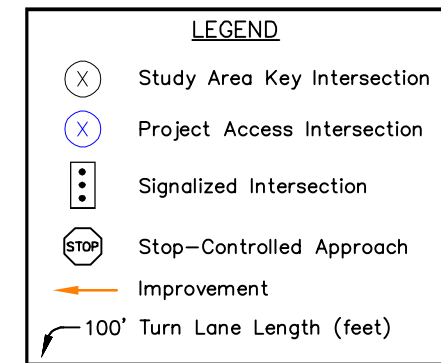 LEGEND
X Study Area Key Intersection
X Project Access Intersection
Signalized Intersection
STOP Stop-Controlled Approach
Improvement
100' Turn Lane Length (feet)